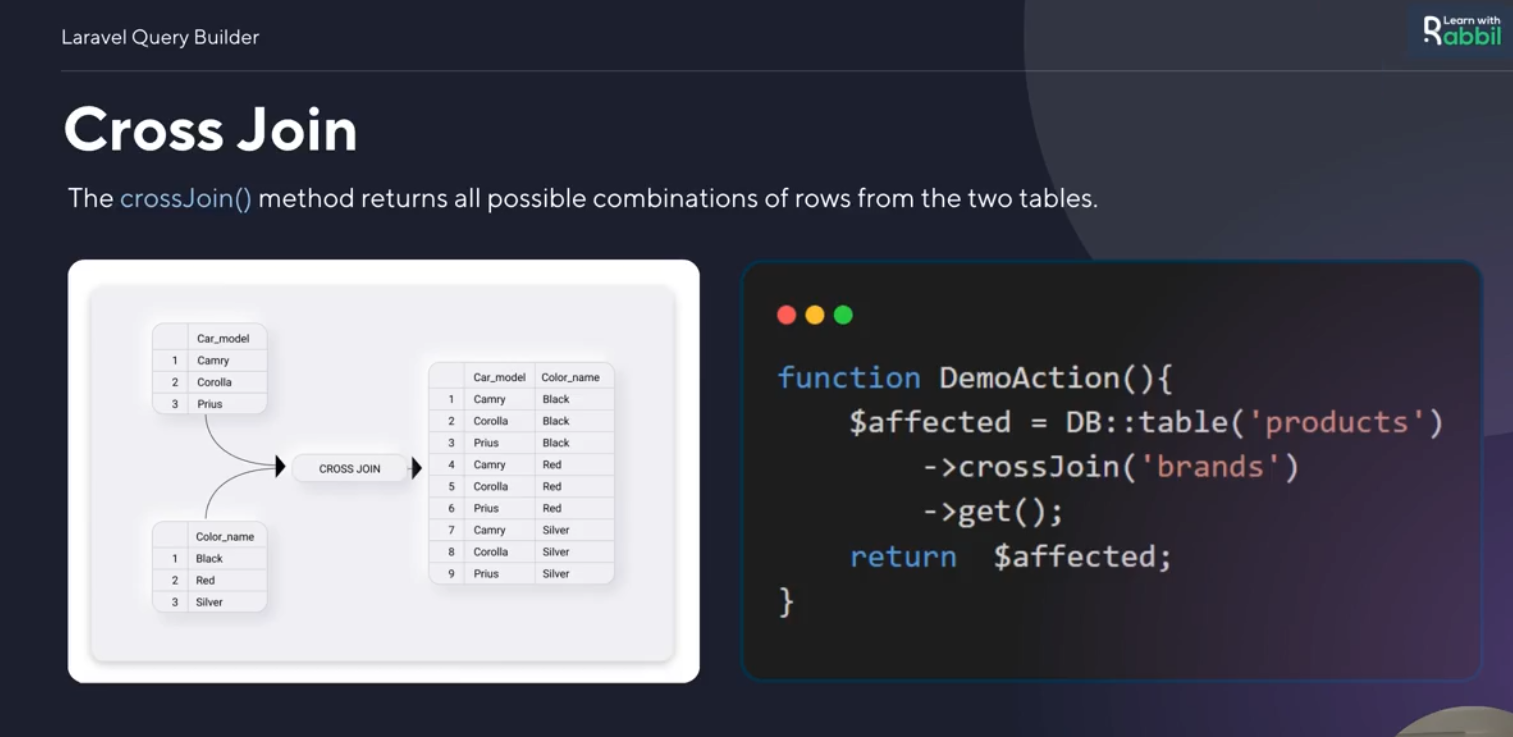 Laravel Query Builder
Learn with
Rabbil
Cross Join
The crossJoin() method returns all possible combinations of rows from the two tables.
Car_model
1 Camry
2 Corolla
3 Prius
CROSS JOIN
Color_name
1 Black
2 Red
3 Silver
Car_model Color_name
1 Camry Black
2 Corolla Black
3 Prius Black
4 Camry Red
5 Corolla Red
6 Prius Red
7 Camry Silver
8 Corolla Silver
9 Prius Silver
function DemoAction(){
    $affected = DB::table('products')
        ->crossJoin('brands')
        ->get();
    return  $affected;
}